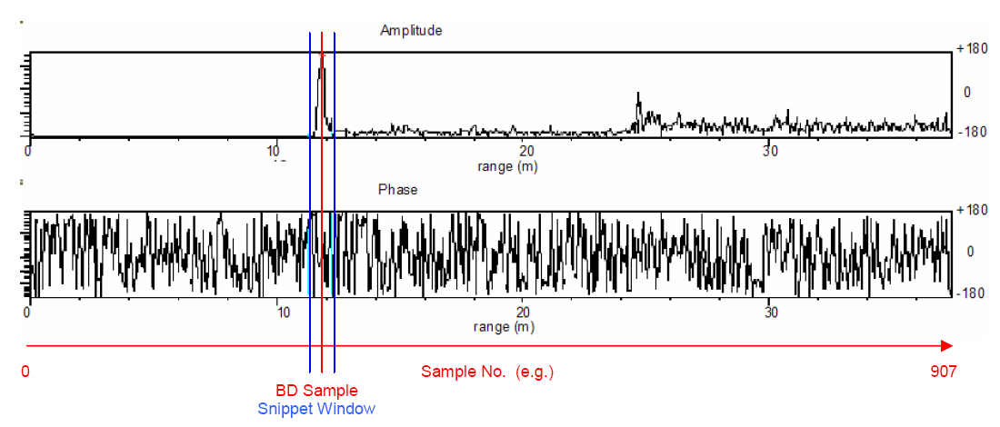 Amplitude
+180
0
-180
0 10 20 30
range (m)
Phase
+180
0
-180
0 10 20 30
range (m)
0 Sample No. (e.g.) 907
BD Sample
Snippet Window